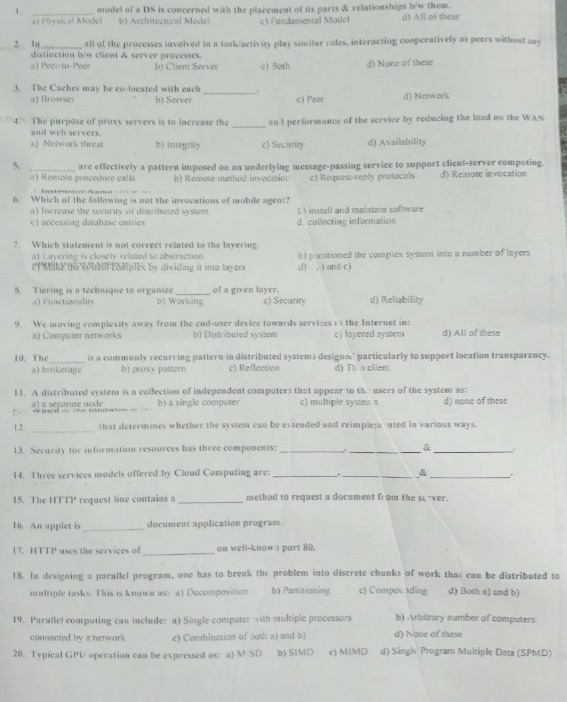 1. ________ model of a DS is concerned with the placement of its parts & relationships b/w them.
a) Physical Model b) Architectural Model c) Fundamental Model d) All of these
2. In ________ all of the processes involved in a task/activity play similar roles, interacting cooperatively as peers without any
distinction b/w client & server processes.
a) Peer-to-Peer b) Client Server c) Both d) None of these
3. The Caches may be co-located with each ________.
a) Browser b) Server c) Peer d) Network
4. The purpose of proxy servers is to increase the ________ and performance of the service by reducing the load on the WAN
and web servers.
a) Network threat b) Integrity c) Security d) Availability
5. ________ are effectively a pattern imposed on an underlying message-passing service to support client-server computing.
a) Remote procedure calls b) Remote method invocation c) Request-reply protocols d) Remote invocation
6. Which of the following is not the invocations of mobile agent?
a) Increase the security of distributed system b) install and maintain software
c) accessing database entries d. collecting information
7. Which statement is not correct related to the layering.
a) Layering is closely related to abstraction. b) partitioned the complex system into a number of layers
c) Make the system complex by dividing it into layers d) a) and c)
8. Tiering is a technique to organize ________ of a given layer.
a) Functionality b) Working c) Security d) Reliability
9. We moving complexity away from the end-user device towards services in the Internet in:
a) Computer networks b) Distributed system c) layered system d) All of these
10. The ________ is a commonly recurring pattern in distributed systems designed particularly to support location transparency.
a) brokerage b) proxy pattern c) Reflection d) Thin client
11. A distributed system is a collection of independent computers that appear to the users of the system as:
a) a separate node b) a single computer c) multiple systems d) none of these
12. ________ that determines whether the system can be extended and reimplemented in various ways.
13. Security for information resources has three components: ________, ________ & ________.
14. Three services models offered by Cloud Computing are: ________, ________ & ________.
15. The HTTP request line contains a ________ method to request a document from the server.
16. An applet is ________ document application program.
17. HTTP uses the services of ________ on well-known port 80.
18. In designing a parallel program, one has to break the problem into discrete chunks of work that can be distributed to
multiple tasks. This is known as: a) Decomposition b) Partitioning c) Compounding d) Both a) and b)
19. Parallel computing can include: a) Single computer with multiple processors b) Arbitrary number of computers
connected by a network c) Combination of both a) and b) d) None of these
20. Typical GPU operation can be expressed as: a) MISD b) SIMD c) MIMD d) Single Program Multiple Data (SPMD)